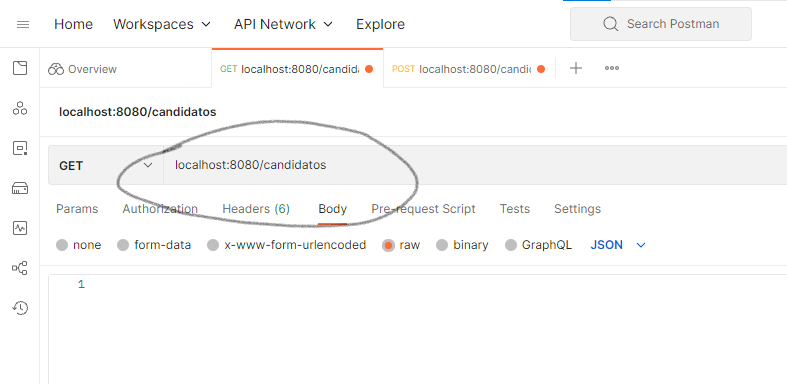 Home Workspaces API Network Explore Search Postman
Overview GET localhost:8080/candida POST localhost:8080/candid
localhost:8080/candidatos
GET localhost:8080/candidatos
Params Authorization Headers (6) Body Pre-request Script Tests Settings
none form-data x-www-form-urlencoded raw binary GraphQL JSON
1